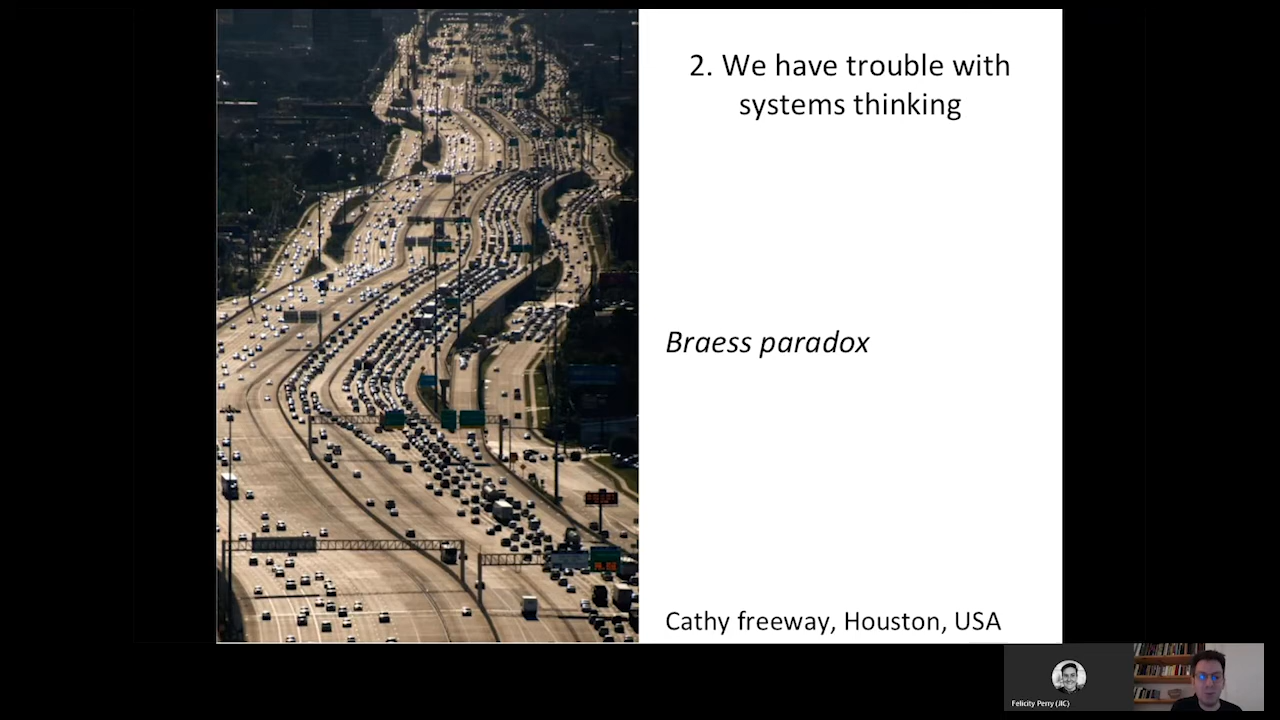 2. We have trouble with
systems thinking
Braess paradox
Cathy freeway, Houston, USA
Felicity Perry (JIC)